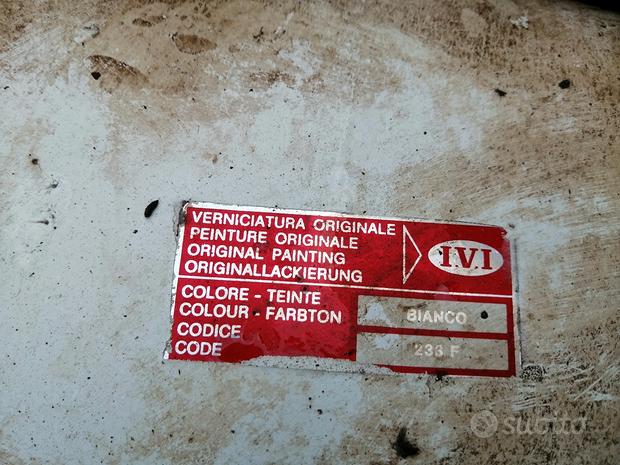 VERNICIATURA ORIGINALE
PEINTURE ORIGINALE
ORIGINAL PAINTING
ORIGINALLACKIERUNG
I.V.I
COLORE - TEINTE
COLOUR - FARBTON
BIANCO
CODICE
CODE
233 F
subito